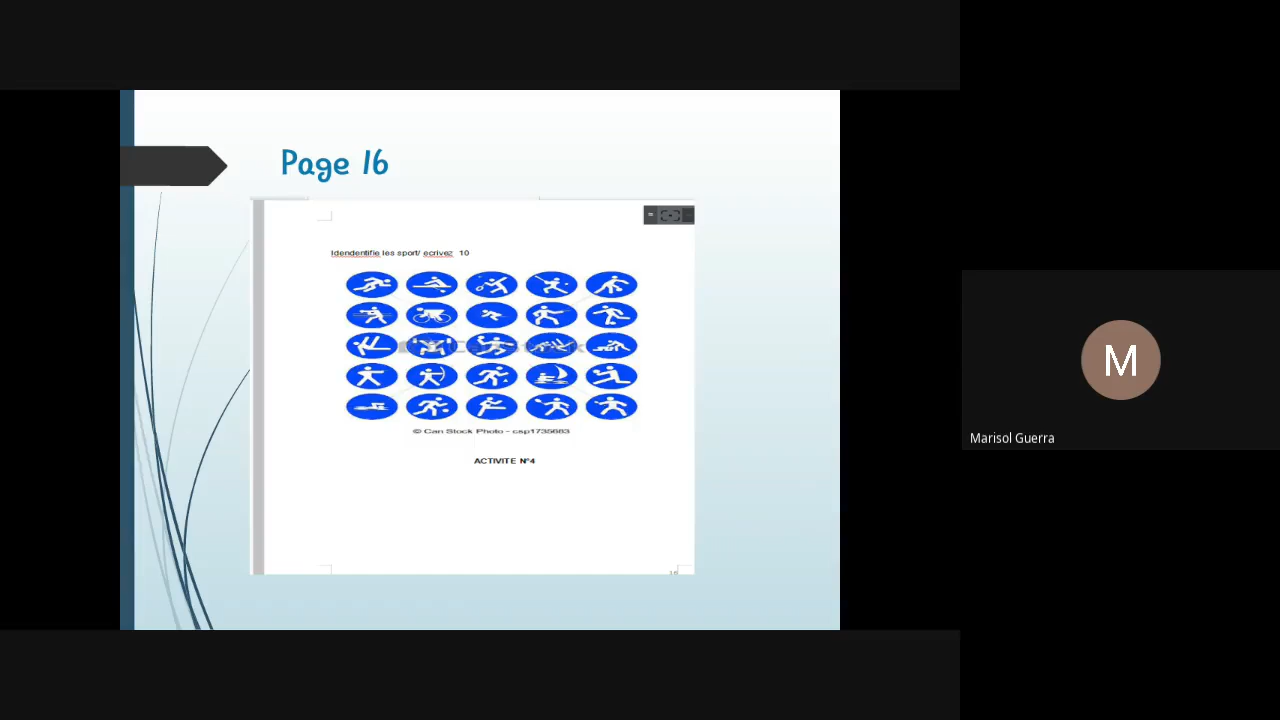 Page 16
Idendentifie les sport/ ecrivez 10
© Can Stock Photo - csp1735683
ACTIVITE N°4
M
Marisol Guerra